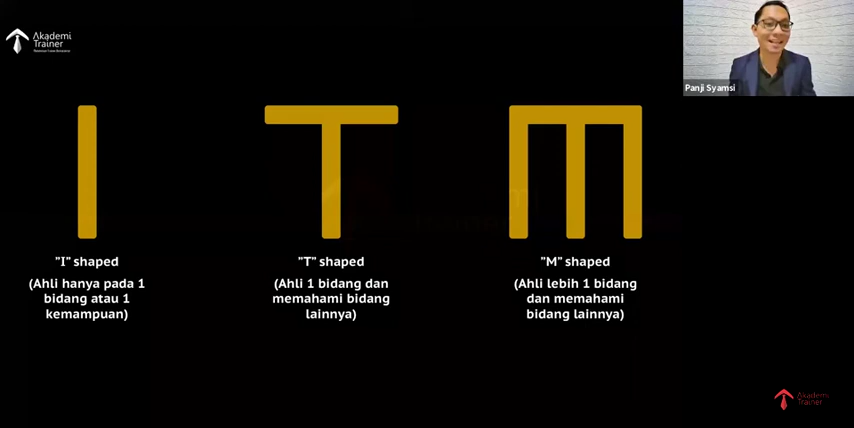 Akademi
Trainer
Panji Syamsi
"I" shaped
(Ahli hanya pada 1
bidang atau 1
kemampuan)
"T" shaped
(Ahli 1 bidang dan
memahami bidang
lainnya)
"M" shaped
(Ahli lebih 1 bidang
dan memahami
bidang lainnya)
Akademi
Trainer